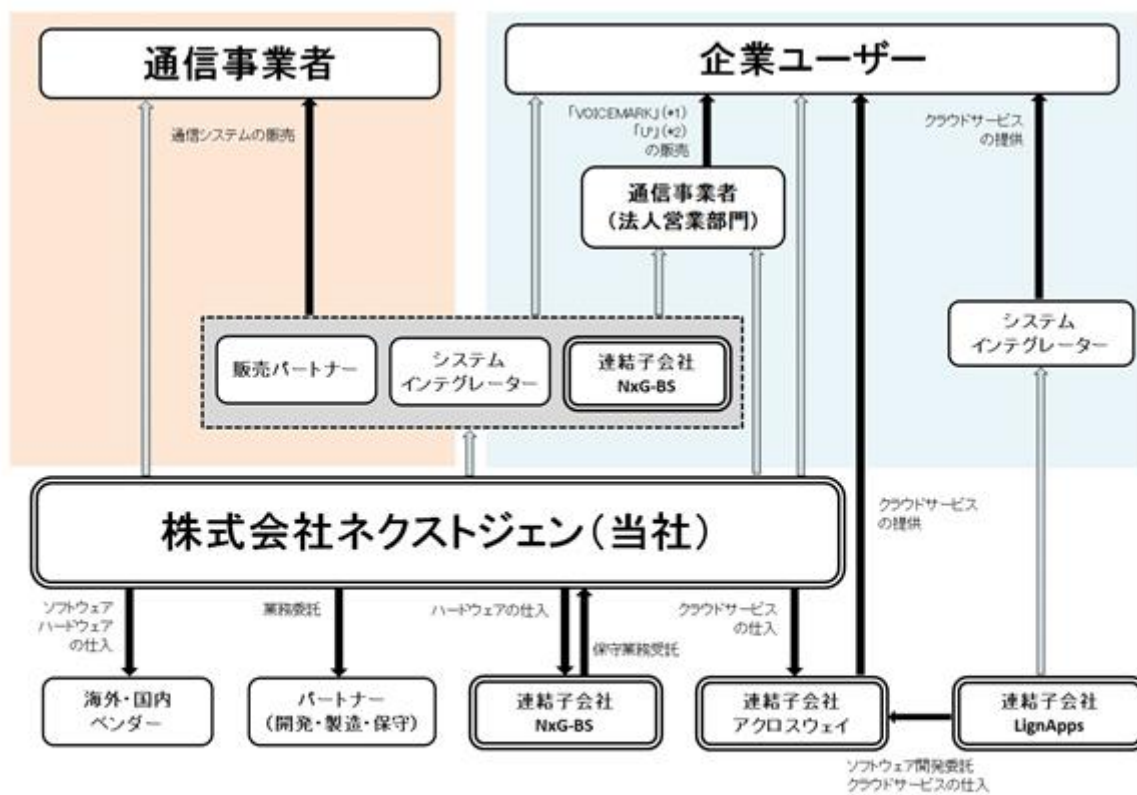 通信事業者
企業ユーザー
通信システムの販売
「VOICEMARK」(*1)
「U³」(*2)
の販売
クラウドサービス
の提供
通信事業者
（法人営業部門）
システム
インテグレーター
販売パートナー
システム
インテグレーター
連結子会社
NxG-BS
株式会社ネクストジェン（当社）
クラウドサービス
の提供
ソフトウェア
ハードウェア
の仕入
業務委託
ハードウェアの仕入
保守業務受託
クラウドサービス
の仕入
海外・国内
ベンダー
パートナー
（開発・製造・保守）
連結子会社
NxG-BS
連結子会社
アクロスウェイ
連結子会社
LignApps
ソフトウェア開発委託
クラウドサービスの仕入